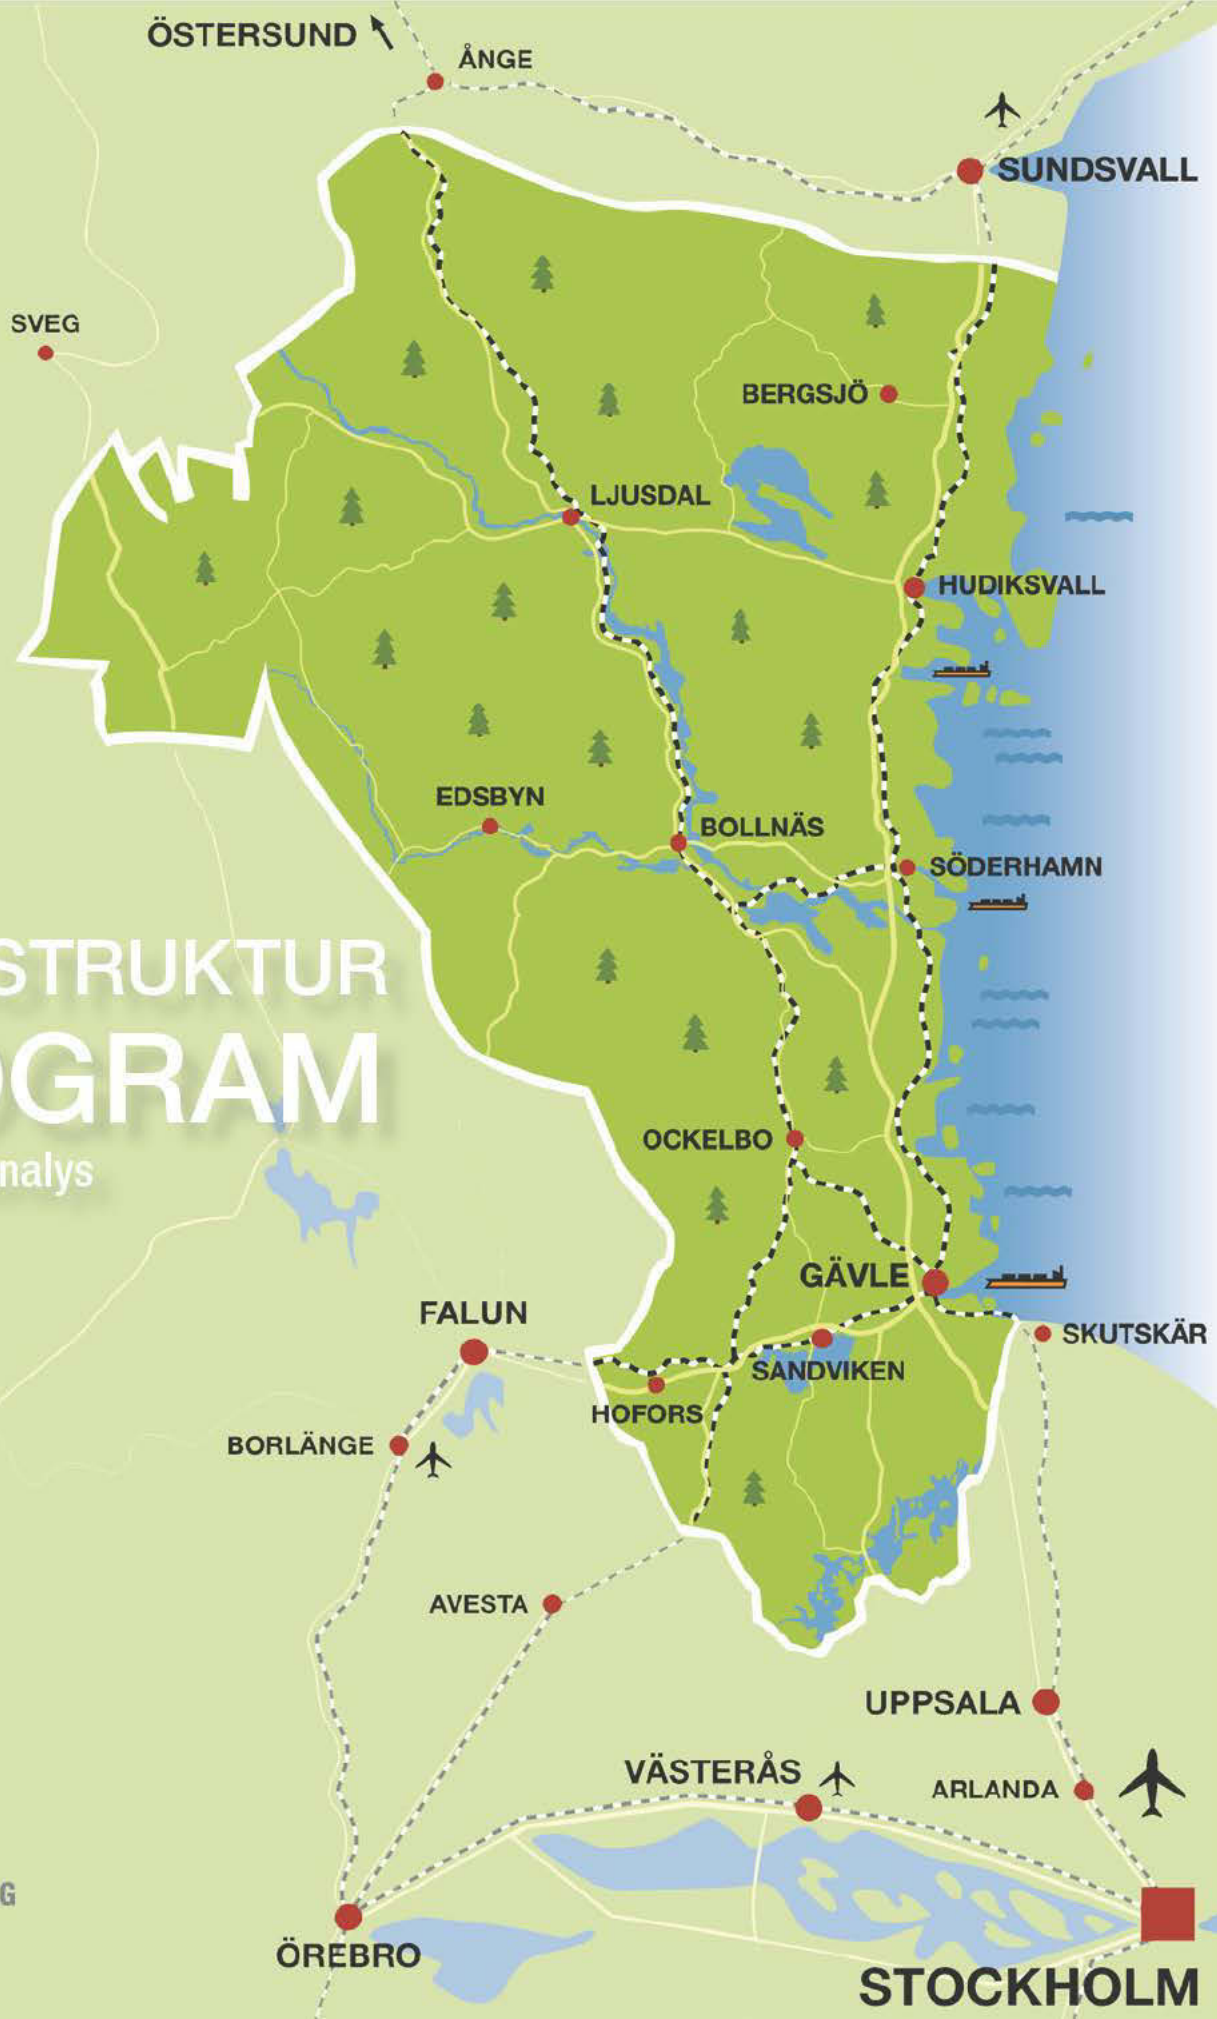 ÖSTERSUND
ÅNGE
SUNDSVALL
SVEG
BERGSJÖ
LJUSDAL
HUDIKSVALL
EDSBYN
BOLLNÄS
SÖDERHAMN
STRUKTUR
OGRAM
nalys
OCKELBO
GÄVLE
FALUN
SKUTSKÄR
SANDVIKEN
HOFORS
BORLÄNGE
AVESTA
UPPSALA
VÄSTERÅS
ARLANDA
G
ÖREBRO
STOCKHOLM